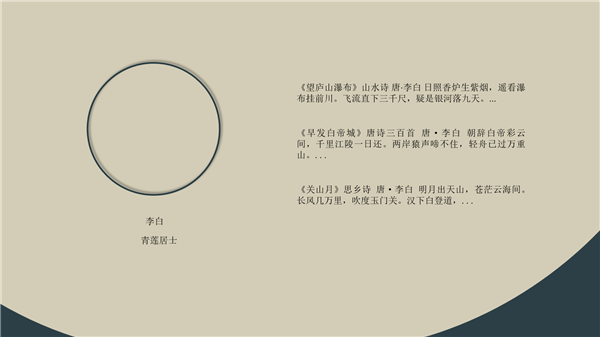 《望庐山瀑布》山水诗 唐·李白 日照香炉生紫烟，遥看瀑
布挂前川。飞流直下三千尺，疑是银河落九天。...
《早发白帝城》唐诗三百首 唐·李白 朝辞白帝彩云
间，千里江陵一日还。两岸猿声啼不住，轻舟已过万重
山。...
《关山月》思乡诗 唐·李白 明月出天山，苍茫云海间。
长风几万里，吹度玉门关。汉下白登道，...
李白
青莲居士